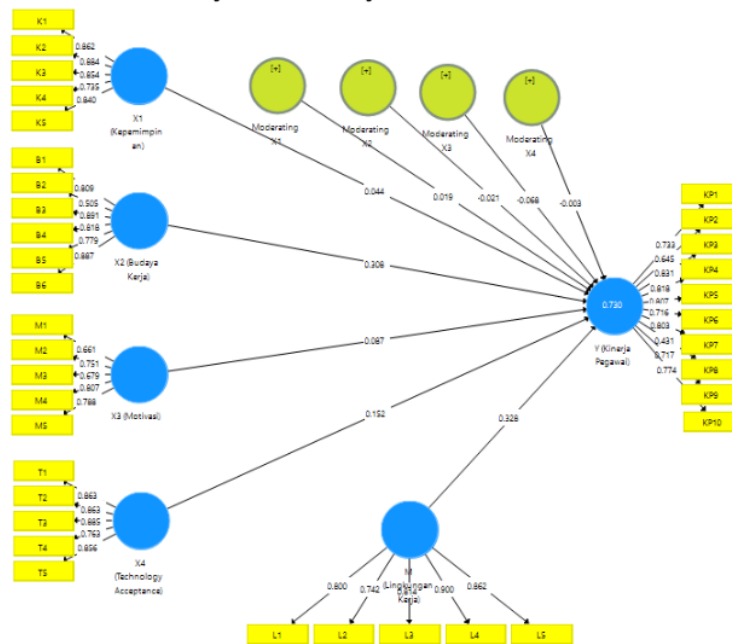 K1
K2
K3
K4
K5
0.862
0.884
0.854
0.735
0.840
X1
(Kepemimpin
an)
[+]
Moderating
X1
[+]
Moderating
X2
[+]
Moderating
X3
[+]
Moderating
X4
0.044
0.019
-0.021
-0.068
-0.003
B1
B2
B3
B4
B5
B6
0.809
0.505
0.891
0.818
0.779
0.887
X2 (Budaya
Kerja)
0.308
M1
M2
M3
M4
M5
0.661
0.751
0.679
0.807
0.788
X3 (Motivasi)
0.087
T1
T2
T3
T4
T5
0.863
0.863
0.885
0.763
0.856
X4
(Technology
Acceptance)
0.152
0.730
Y (Kinerja
Pegawai)
KP1
KP2
KP3
KP4
KP5
KP6
KP7
KP8
KP9
KP10
0.733
0.645
0.831
0.818
0.807
0.716
0.803
0.431
0.717
0.774
0.328
M
(Lingkungan
Kerja)
0.800
0.742
0.900
0.862
L1
L2
L3
L4
L5